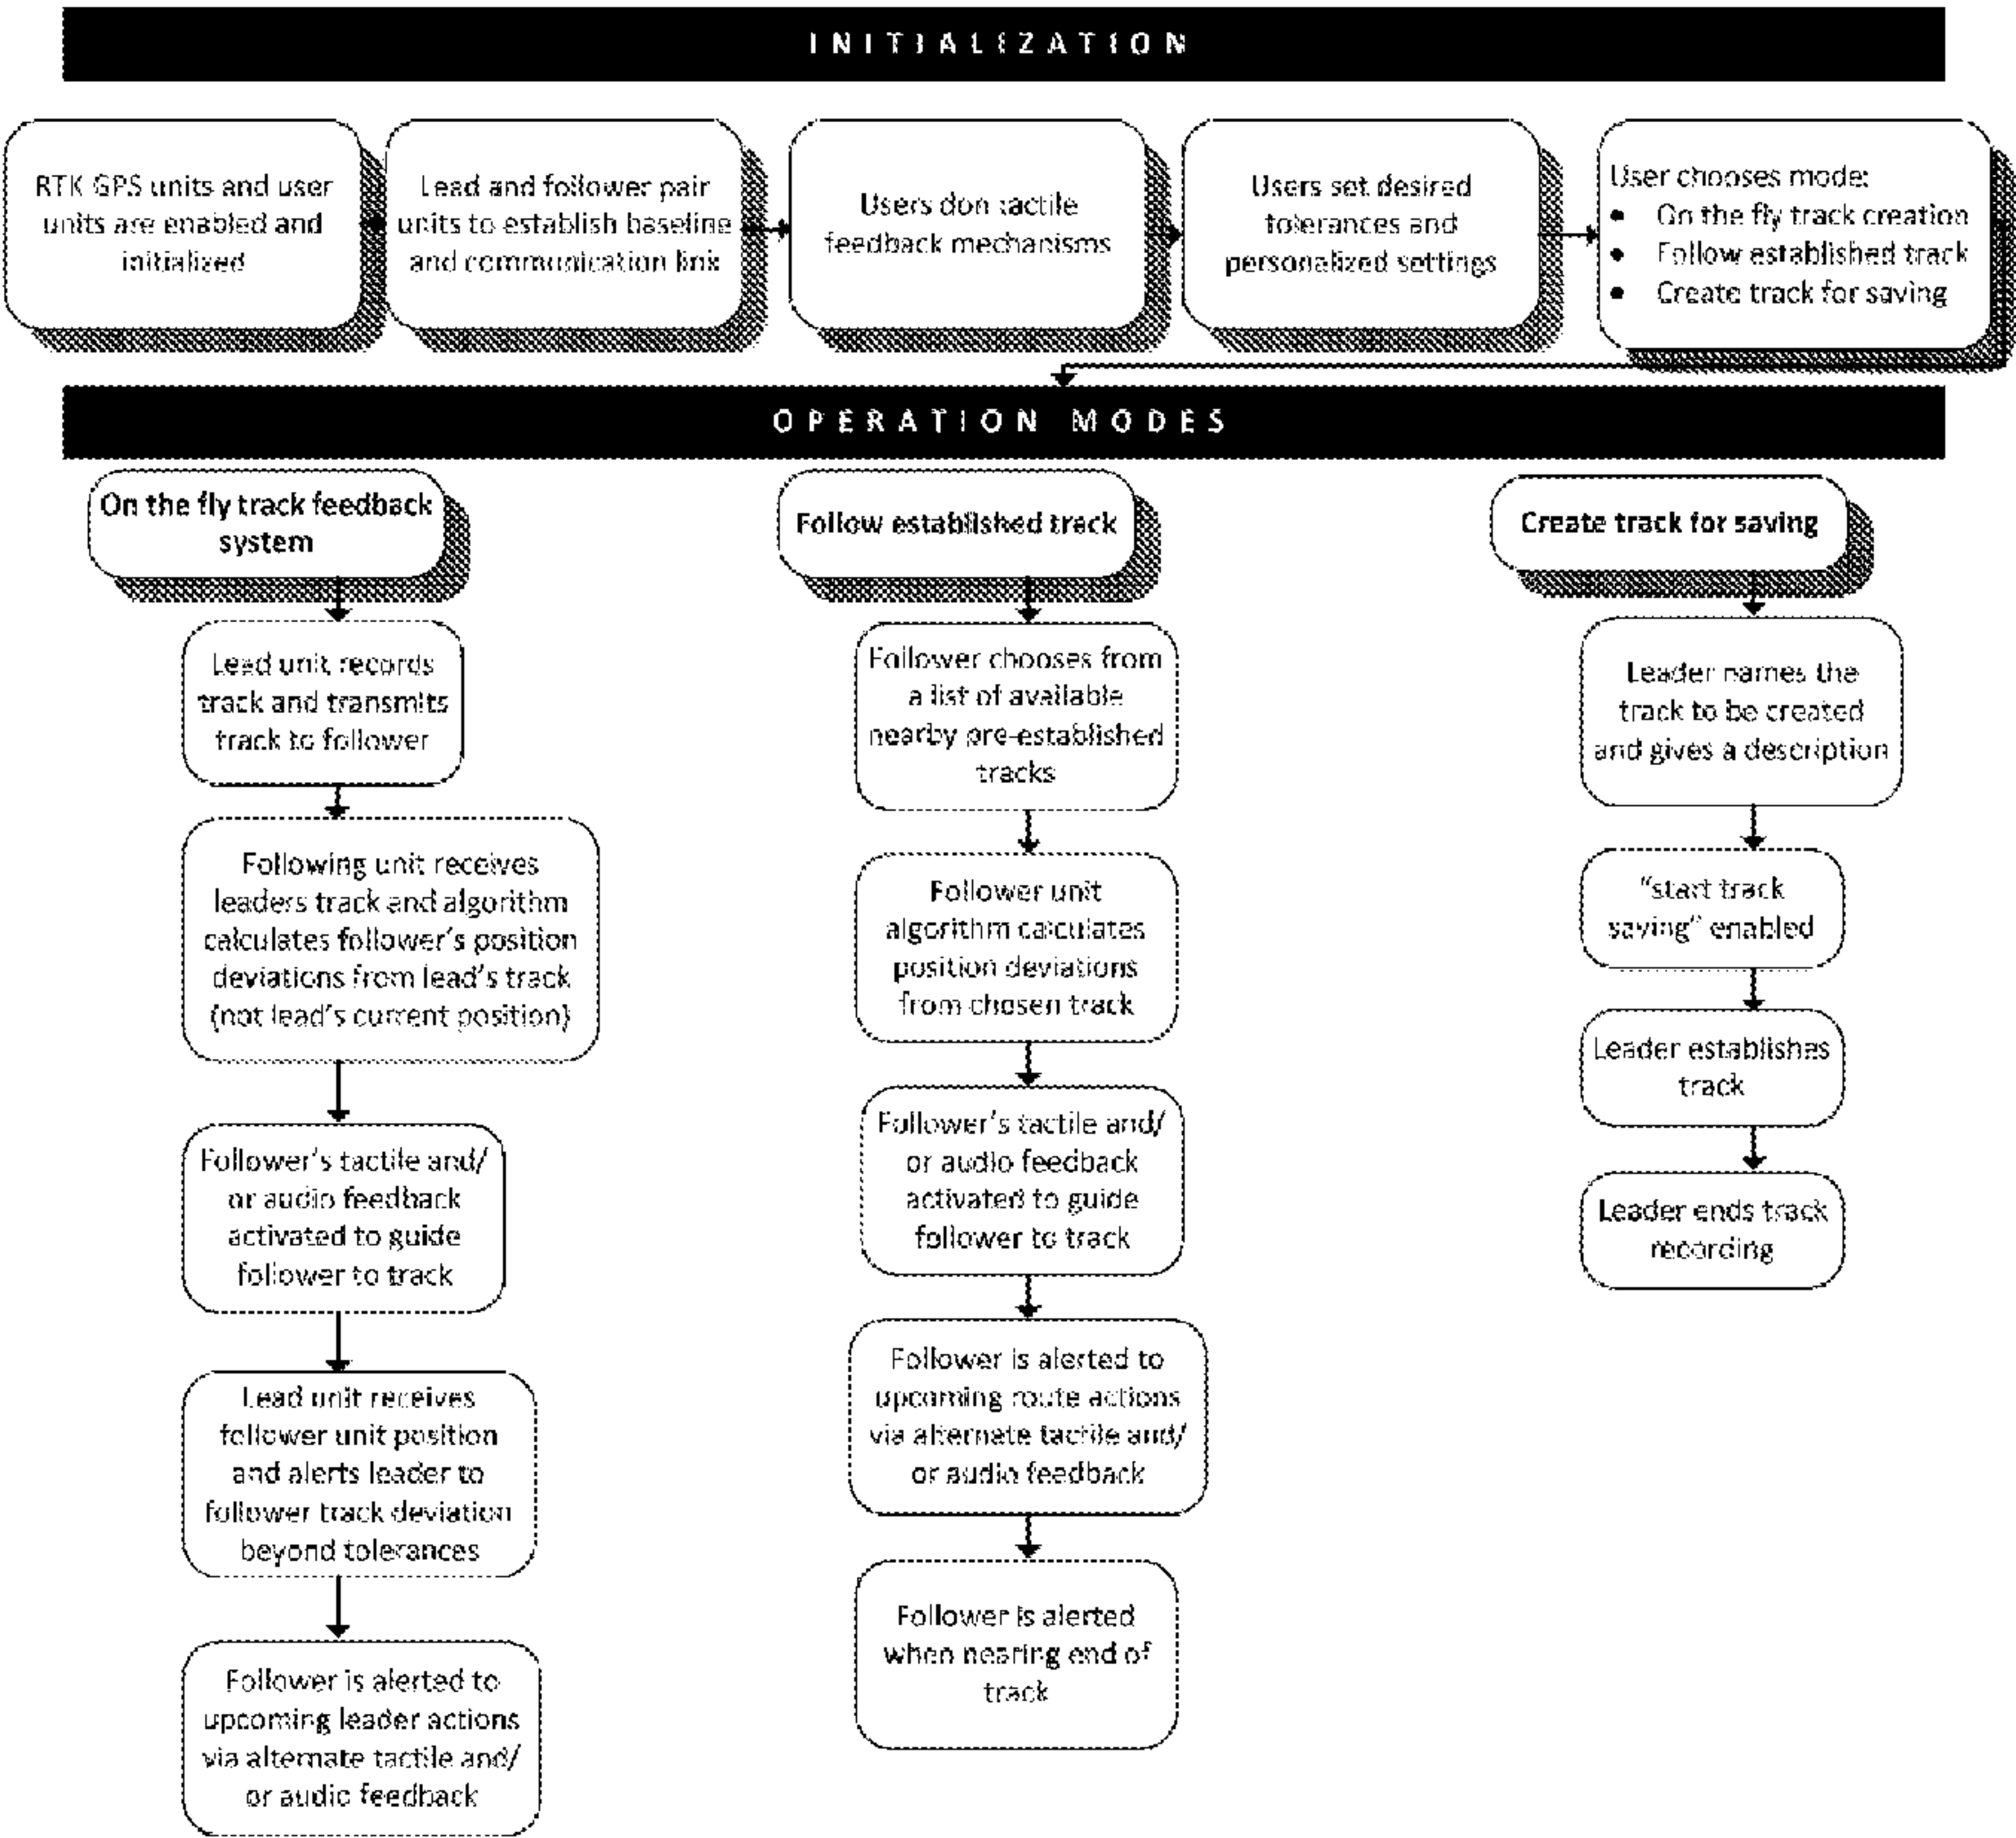 INITIALIZATION
RTK GPS units and user
units are enabled and
initialized
Lead and follower pair
units to establish baseline
and communication link
Users don tactile
feedback mechanisms
Users set desired
tolerances and
personalized settings
User chooses mode:
• On the fly track creation
• Follow established track
• Create track for saving
OPERATION MODES
On the fly track feedback
system
Lead unit records
track and transmits
track to follower
Following unit receives
leaders track and algorithm
calculates follower's position
deviations from lead's track
(not lead's current position)
Follower's tactile and/
or audio feedback
activated to guide
follower to track
Lead unit receives
follower unit position
and alerts leader to
follower track deviation
beyond tolerances
Follower is alerted to
upcoming leader actions
via alternate tactile and/
or audio feedback
Follow established track
Follower chooses from
a list of available
nearby pre-established
tracks
Follower unit
algorithm calculates
position deviations
from chosen track
Follower's tactile and/
or audio feedback
activated to guide
follower to track
Follower is alerted to
upcoming route actions
via alternate tactile and/
or audio feedback
Follower is alerted
when nearing end of
track
Create track for saving
Leader names the
track to be created
and gives a description
"start track
saving" enabled
Leader establishes
track
Leader ends track
recording